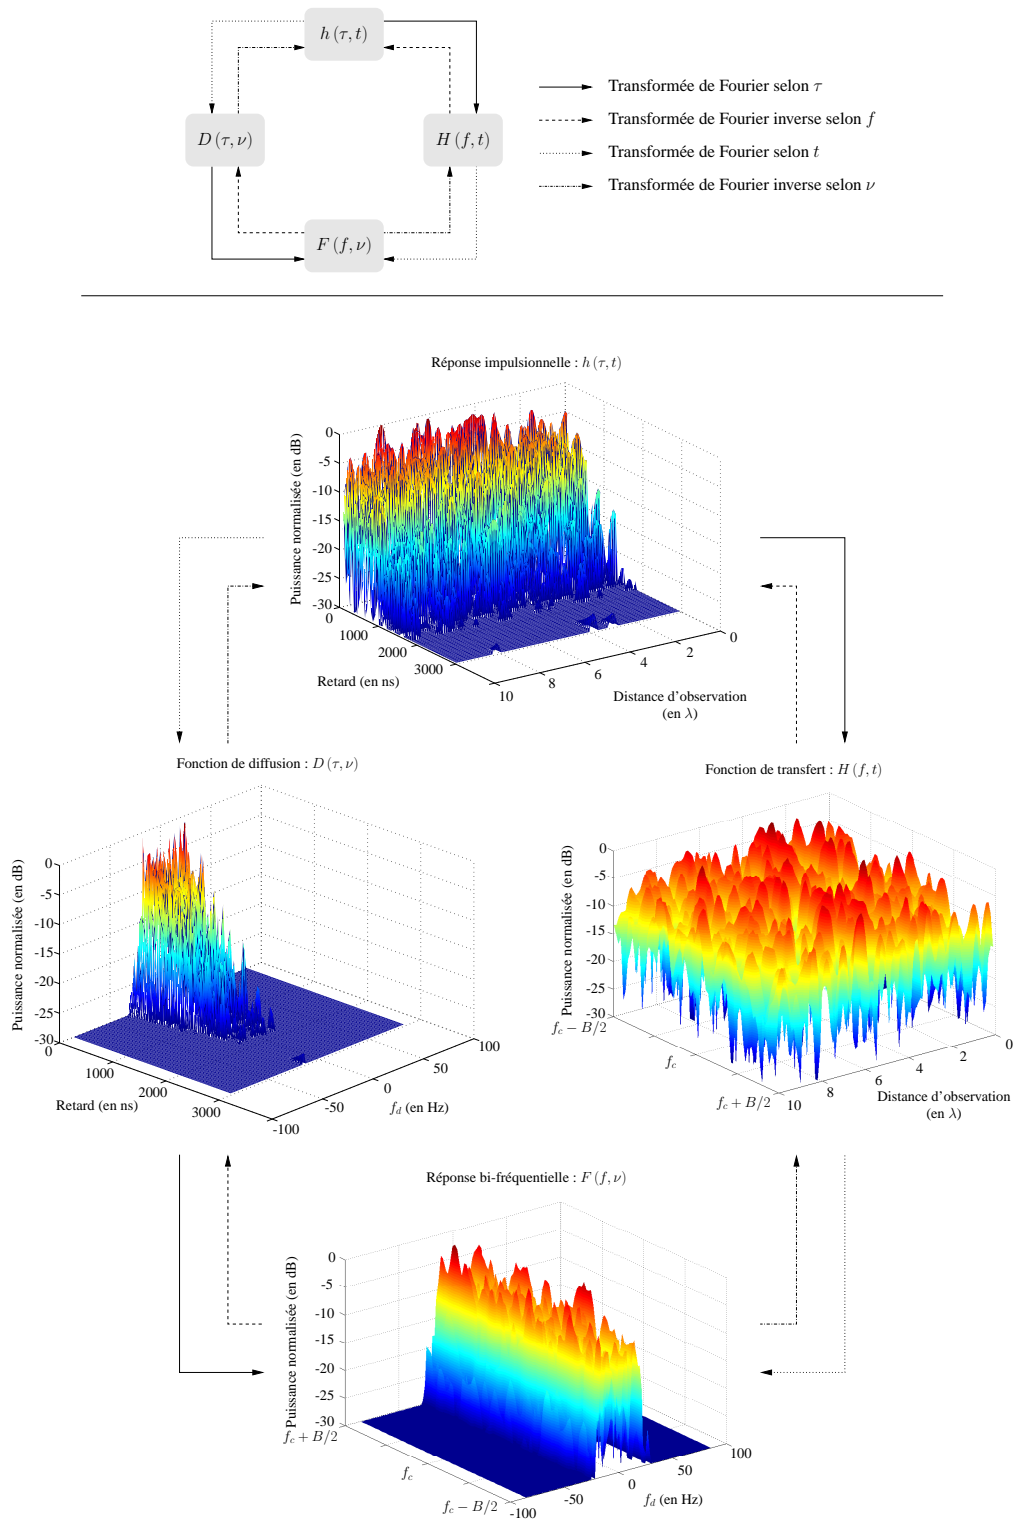 h (τ, t)
D (τ, ν)
H (f, t)
F (f, ν)
Transformée de Fourier selon τ
Transformée de Fourier inverse selon f
Transformée de Fourier selon t
Transformée de Fourier inverse selon ν
Réponse impulsionnelle : h (τ, t)
Puissance normalisée (en dB)
0
-5
-10
-15
-20
-25
-30
0
1000
2000
3000
Retard (en ns)
10
8
6
4
2
0
Distance d'observation
(en λ)
Fonction de diffusion : D (τ, ν)
Puissance normalisée (en dB)
0
-5
-10
-15
-20
-25
-30
0
1000
2000
3000
Retard (en ns)
-100
-50
0
50
100
f_d (en Hz)
Fonction de transfert : H (f, t)
Puissance normalisée (en dB)
0
-5
-10
-15
-20
-25
-30
f_c − B/2
f_c
f_c + B/2
10
8
6
4
2
0
Distance d'observation
(en λ)
Réponse bi-fréquentielle : F (f, ν)
Puissance normalisée (en dB)
0
-5
-10
-15
-20
-25
-30
f_c + B/2
f_c
f_c − B/2
-100
-50
0
50
100
f_d (en Hz)